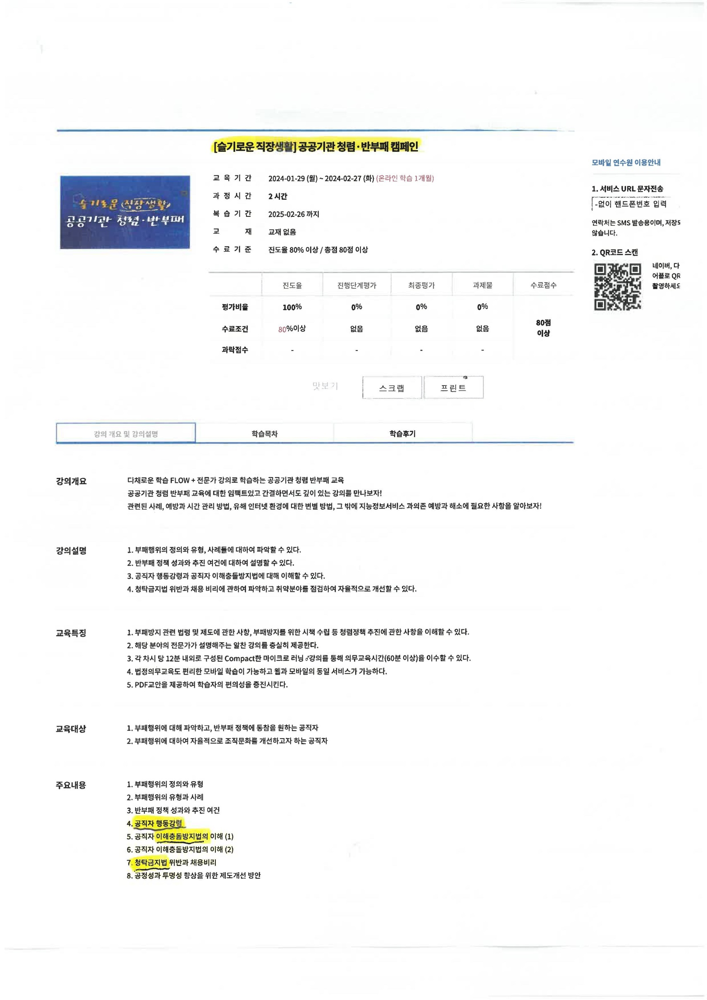 [슬기로운 직장생활] 공공기관 청렴·반부패 캠페인
슬기로운 직장생활
공공기관 청렴·반부패
교육기간 2024-01-29 (월) ~ 2024-02-27 (화) (온라인 학습 1개월)
과정시간 2 시간
복습기간 2025-02-26 까지
교재 교재 없음
수료기준 진도율 80% 이상 / 총점 80점 이상
진도율 진행단계평가 최종평가 과제물 수료점수
평가비율 100% 0% 0% 0%
수료조건 80%이상 없음 없음 없음 80점 이상
과락점수 - - - -
맛보기 스크랩 프린트
모바일 연수원 이용안내
1. 서비스 URL 문자전송
-없이 핸드폰번호 입력
연락처는 SMS 발송용이며, 저장
않습니다.
2. QR코드 스캔
네이버, 다
어플로 QR
촬영하세
강의 개요 및 강의설명 학습목차 학습후기
강의개요
다채로운 학습 FLOW + 전문가 강의로 학습하는 공공기관 청렴 반부패 교육
공공기관 청렴 반부패 교육에 대한 임팩트있고 간결하면서도 깊이 있는 강의를 만나보자!
관련된 사례, 예방과 시간 관리 방법, 유해 인터넷 환경에 대한 변별 방법, 그 밖에 지능정보서비스 과의존 예방과 해소에 필요한 사항을 알아보자!
강의설명
1. 부패행위의 정의와 유형, 사례들에 대하여 파악할 수 있다.
2. 반부패 정책 성과와 추진 여건에 대하여 설명할 수 있다.
3. 공직자 행동강령과 공직자 이해충돌방지법에 대해 이해할 수 있다.
4. 청탁금지법 위반과 채용 비리에 관하여 파악하고 취약분야를 점검하여 자율적으로 개선할 수 있다.
교육특징
1. 부패방지 관련 법령 및 제도에 관한 사항, 부패방지를 위한 시책 수립 등 청렴정책 추진에 관한 사항을 이해할 수 있다.
2. 해당 분야의 전문가가 설명해주는 알찬 강의를 충실히 제공한다.
3. 각 차시 당 12분 내외로 구성된 Compact한 마이크로 러닝 ♂강의를 통해 의무교육시간(60분 이상)을 이수할 수 있다.
4. 법정의무교육도 편리한 모바일 학습이 가능하고 웹과 모바일의 동일 서비스가 가능하다.
5. PDF교안을 제공하여 학습자의 편의성을 증진시킨다.
교육대상
1. 부패행위에 대해 파악하고, 반부패 정책에 동참을 원하는 공직자
2. 부패행위에 대하여 자율적으로 조직문화를 개선하고자 하는 공직자
주요내용
1. 부패행위의 정의와 유형
2. 부패행위의 유형과 사례
3. 반부패 정책 성과와 추진 여건
4. 공직자 행동강령
5. 공직자 이해충돌방지법의 이해 (1)
6. 공직자 이해충돌방지법의 이해 (2)
7. 청탁금지법 위반과 채용비리
8. 공정성과 투명성 향상을 위한 제도개선 방안